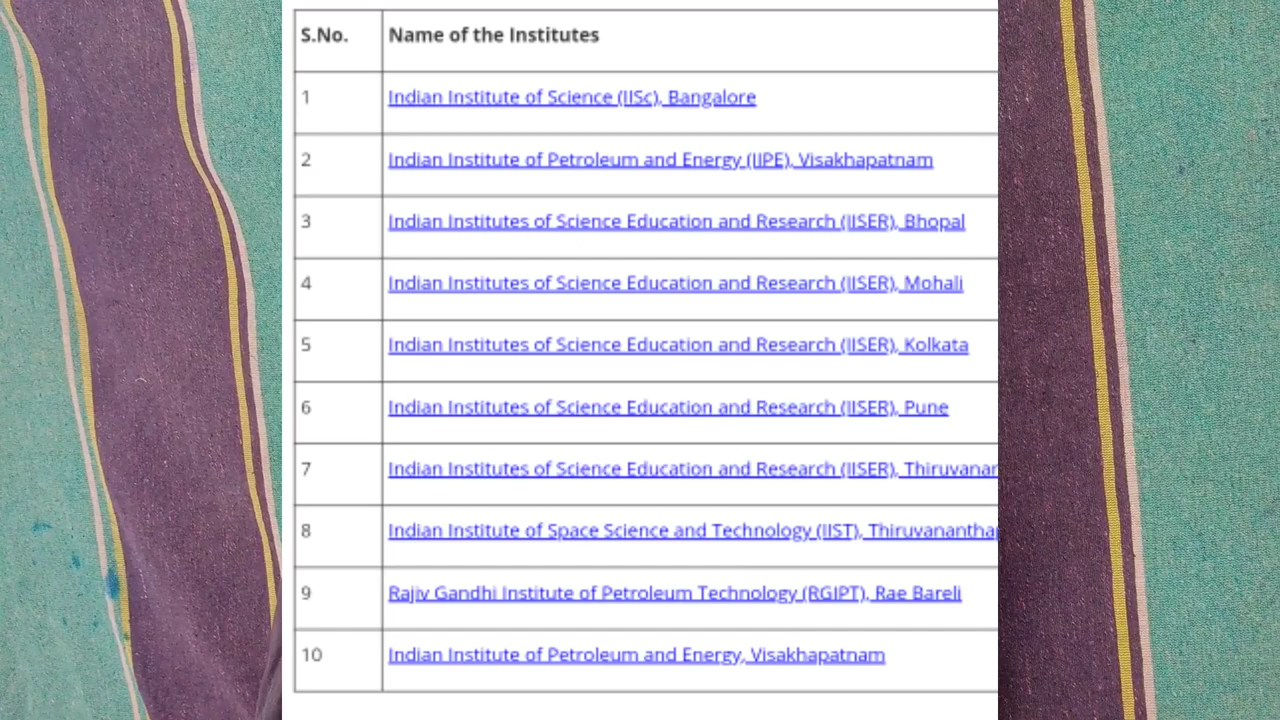 S.No. Name of the Institutes
1 Indian Institute of Science (IISc), Bangalore
2 Indian Institute of Petroleum and Energy (IIPE), Visakhapatnam
3 Indian Institutes of Science Education and Research (IISER), Bhopal
4 Indian Institutes of Science Education and Research (IISER), Mohali
5 Indian Institutes of Science Education and Research (IISER), Kolkata
6 Indian Institutes of Science Education and Research (IISER), Pune
7 Indian Institutes of Science Education and Research (IISER),
8 Indian Institute of Space Science and Technology (IIST),
9 Rajiv Gandhi Institute of Petroleum Technology (RGIPT), Rae Bareli
10 Indian Institute of Petroleum and Energy, Visakhapatnam